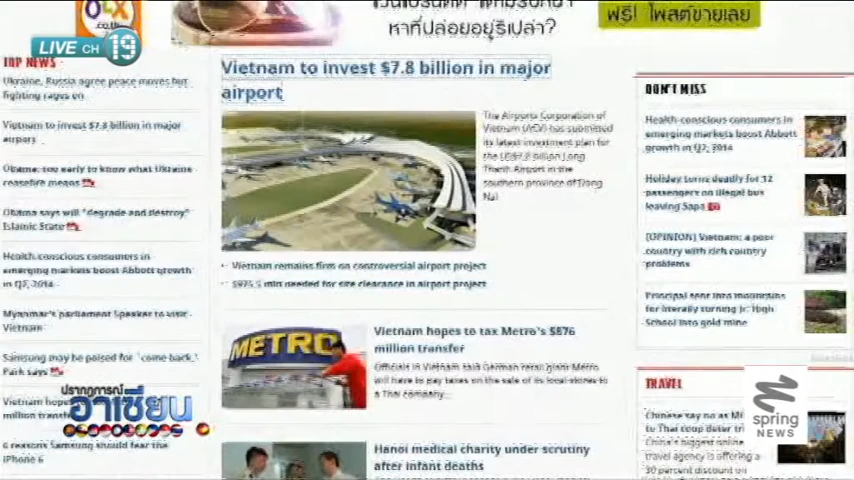 OLX
.co.th
หาที่ปล่อยอยู่รึเปล่า?
ฟรี! โพสต์ขายเลย
LIVE CH 19
TOP NEWS
Ukraine, Russia agree peace moves but
fighting rages on
Vietnam to invest $7.8 billion in major
airport
Obama: too early to know what Ukraine
ceasefire means
Obama says will "degrade and destroy"
Islamic State
Health-conscious consumers in
emerging markets boost Abbott growth
in Q2, 2014
Myanmar's parliament Speaker to visit
Vietnam
Samsung may be poised for 'come back,'
Park says
Vietnam hopes
million transfer
6 reasons Samsung should fear the
iPhone 6
ปรากฏการณ์
อาเซียน
Vietnam to invest $7.8 billion in major
airport
The Airports Corporation of
Vietnam (ACV) has submitted
its latest investment plan for
the US$7.8 billion Long
Thanh Airport in the
southern province of Dong
Nai
Vietnam remains firm on controversial airport project
mln needed for site clearance in airport project
METRO
Vietnam hopes to tax Metro's $876
million transfer
Officials in Vietnam said German retail giant Metro
will have to pay taxes on the sale of its local stores to
a Thai company...
Hanoi medical charity under scrutiny
after infant deaths
DON'T MISS
Health-conscious consumers in
emerging markets boost Abbott
growth in Q2, 2014
Holiday turns deadly for 12
passengers on illegal bus
leaving Sapa
[OPINION] Vietnam: a poor
country with rich country
problems
Principal sent into mountains
for literally turning Jr. High
School into gold mine
TRAVEL
Chinese say no as
to Thai coup deter
China's biggest online
travel agency is offering a
30 percent discount on
spring
NEWS